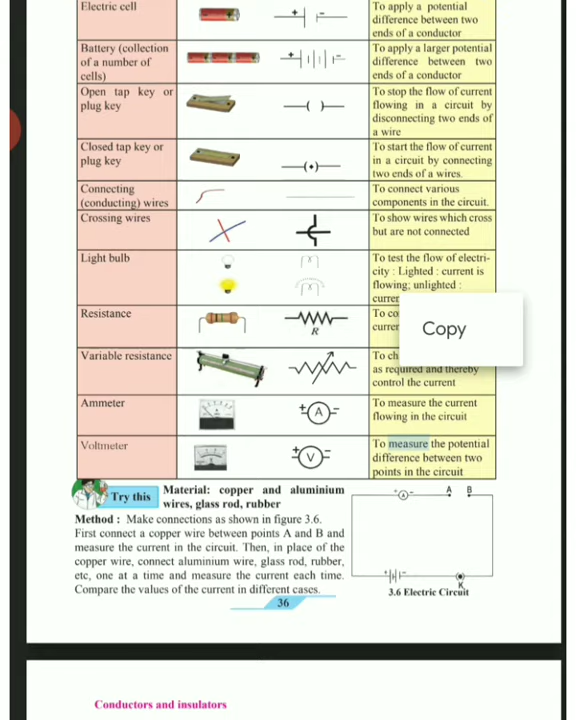 Electric cell
To apply a potential
difference between two
ends of a conductor
Battery (collection
of a number of
cells)
To apply a larger potential
difference between two
ends of a conductor
Open tap key or
plug key
To stop the flow of current
flowing in a circuit by
disconnecting two ends of
a wire
Closed tap key or
plug key
To start the flow of current
in a circuit by connecting
two ends of a wires.
Connecting
(conducting) wires
To connect various
components in the circuit.
Crossing wires
To show wires which cross
but are not connected
Light bulb
To test the flow of electri-
city : Lighted : current is
flowing; unlighted :
Resistance
R
To
Variable resistance
To
as required and thereby
control the current
Copy
Ammeter
A
To measure the current
flowing in the circuit
Voltmeter
V
To measure the potential
difference between two
points in the circuit
Try this
Material: copper and aluminium
wires, glass rod, rubber
Method : Make connections as shown in figure 3.6.
First connect a copper wire between points A and B and
measure the current in the circuit. Then, in place of the
copper wire, connect aluminium wire, glass rod, rubber,
etc, one at a time and measure the current each time.
Compare the values of the current in different cases.
A
A B
K
3.6 Electric Circuit
36
Conductors and insulators